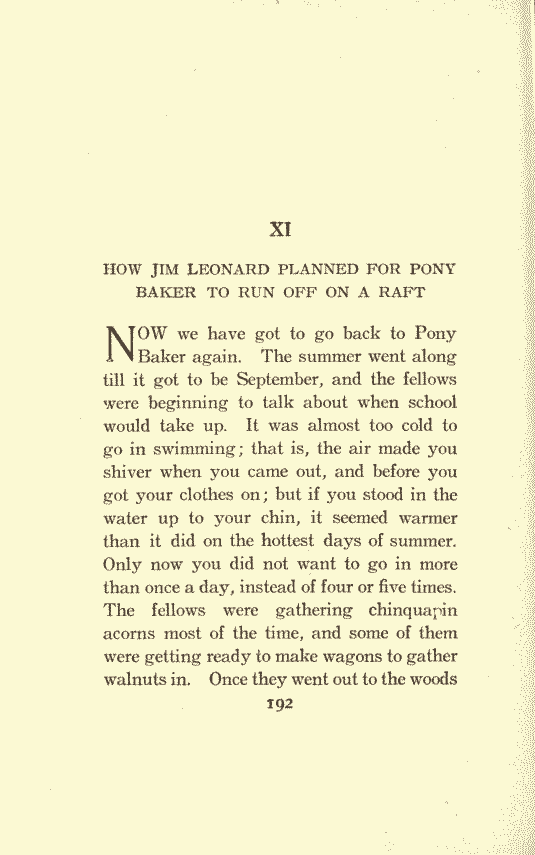 XI
HOW JIM LEONARD PLANNED FOR PONY
BAKER TO RUN OFF ON A RAFT
NOW we have got to go back to Pony
Baker again. The summer went along
till it got to be September, and the fellows
were beginning to talk about when school
would take up. It was almost too cold to
go in swimming; that is, the air made you
shiver when you came out, and before you
got your clothes on; but if you stood in the
water up to your chin, it seemed warmer
than it did on the hottest days of summer.
Only now you did not want to go in more
than once a day, instead of four or five times.
The fellows were gathering chinquapin
acorns most of the time, and some of them
were getting ready to make wagons to gather
walnuts in. Once they went out to the woods
192